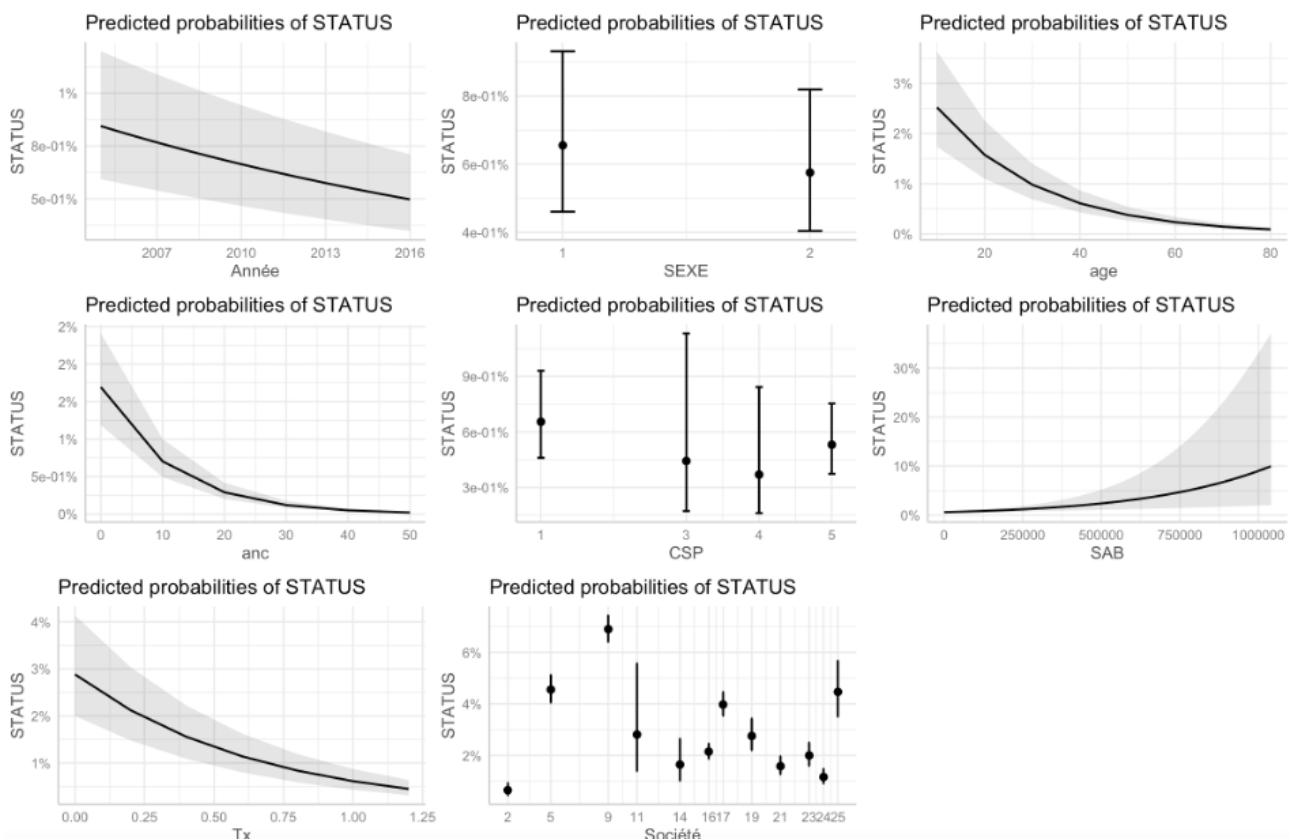 Predicted probabilities of STATUS
STATUS
1%
8e-01%
5e-01%
2007 2010 2013 2016
Année
Predicted probabilities of STATUS
STATUS
8e-01%
6e-01%
4e-01%
1 2
SEXE
Predicted probabilities of STATUS
STATUS
3%
2%
1%
0%
20 40 60 80
age
Predicted probabilities of STATUS
STATUS
2%
2%
2%
1%
5e-01%
0%
0 10 20 30 40 50
anc
Predicted probabilities of STATUS
STATUS
9e-01%
6e-01%
3e-01%
1 3 4 5
CSP
Predicted probabilities of STATUS
STATUS
30%
20%
10%
0%
0 250000 500000 750000 1000000
SAB
Predicted probabilities of STATUS
STATUS
4%
3%
2%
1%
0.00 0.25 0.50 0.75 1.00 1.25
Tx
Predicted probabilities of STATUS
STATUS
6%
4%
2%
2 5 9 11 14 1617 19 21 232425
Société